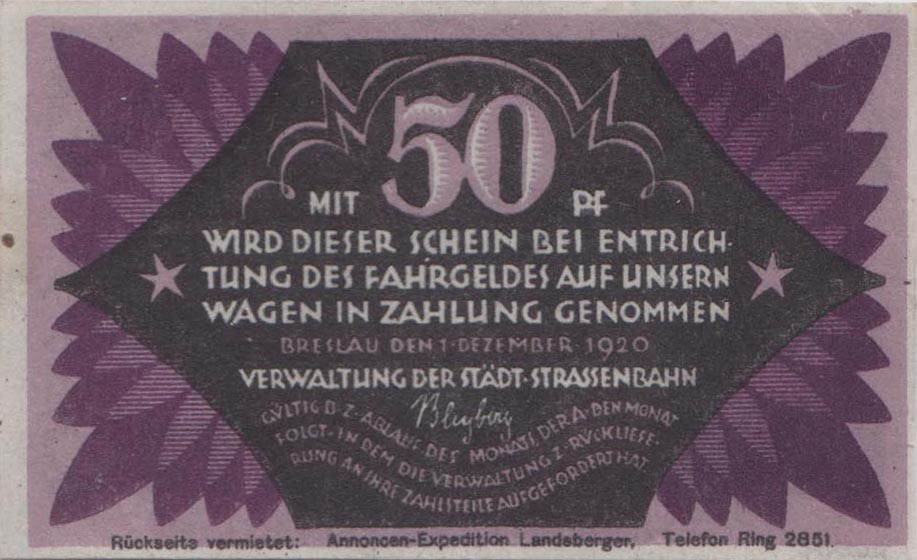 50
MIT PF
WIRD DIESER SCHEIN BEI ENTRICH-
TUNG DES FAHRGELDES AUF UNSERN
WAGEN IN ZAHLUNG GENOMMEN
BRESLAU DEN 1·DEZEMBER·1920
VERWALTUNG DER STÄDT·STRASSENBAHN
GÜLTIG B·Z·ABLAUF DES MONATS, DER A·DEN MONAT
FOLGT·IN DEM DIE VERWALTUNG Z·RÜCKLIEFE-
RUNG AN IHRE ZAHLSTELLE AUFGEFORDERT HAT
Rückseite vermietet: Annoncen-Expedition Landsberger, Telefon Ring 2851.